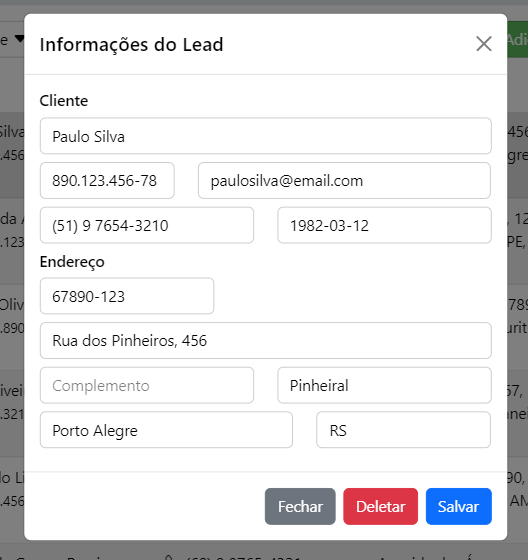 Informações do Lead
Cliente
Paulo Silva
890.123.456-78 paulosilva@email.com
(51) 9 7654-3210 1982-03-12
Endereço
67890-123
Rua dos Pinheiros, 456
Complemento Pinheiral
Porto Alegre RS
Fechar Deletar Salvar